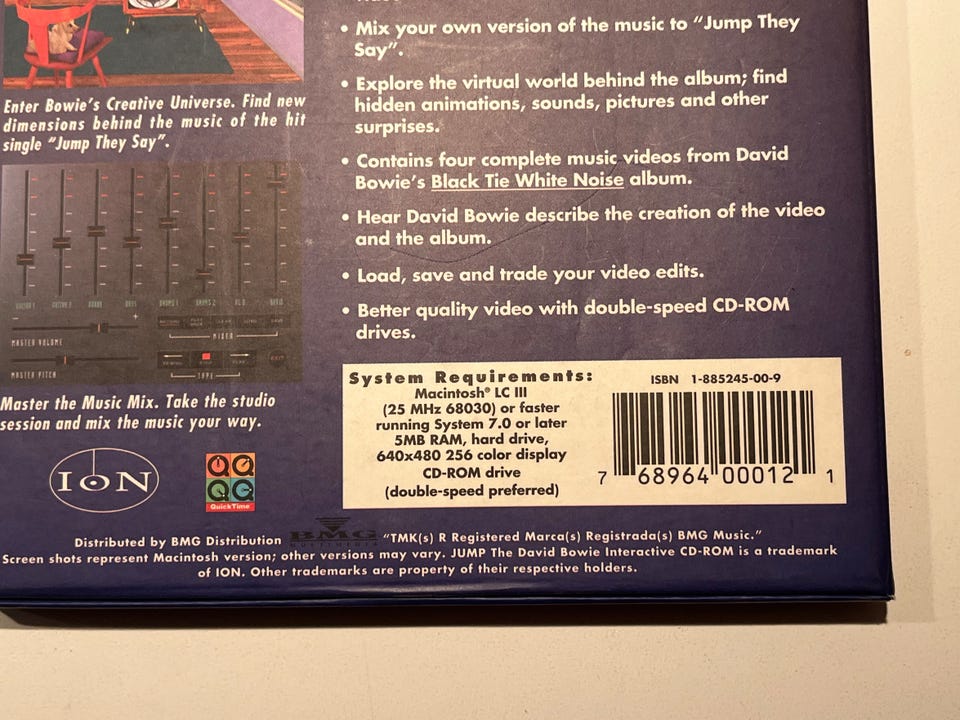 • Mix your own version of the music to “Jump They
Say”.
• Explore the virtual world behind the album; find
hidden animations, sounds, pictures and other
surprises.
• Contains four complete music videos from David
Bowie’s Black Tie White Noise album.
• Hear David Bowie describe the creation of the video
and the album.
• Load, save and trade your video edits.
• Better quality video with double-speed CD-ROM
drives.
Enter Bowie’s Creative Universe. Find new
dimensions behind the music of the hit
single “Jump They Say”.
MIXER
MASTER VOLUME
MASTER PITCH
TAPE
EXIT
Master the Music Mix. Take the studio
session and mix the music your way.
System Requirements:
Macintosh® LC III
(25 MHz 68030) or faster
running System 7.0 or later
5MB RAM, hard drive,
640x480 256 color display
CD-ROM drive
(double-speed preferred)
ISBN 1-885245-00-9
7 68964 00012 1
ION
QuickTime™
Distributed by BMG Distribution BMG “TMK(s) R Registered Marca(s) Registrada(s) BMG Music.”
Screen shots represent Macintosh version; other versions may vary. JUMP The David Bowie Interactive CD-ROM is a trademark
of ION. Other trademarks are property of their respective holders.